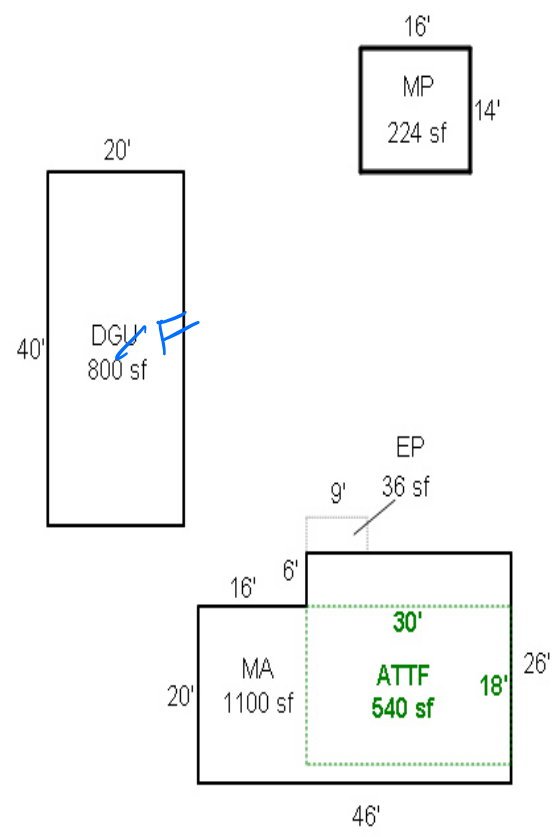 16'
MP
14'
224 sf
20'
DGU F
40'
800 sf
EP
36 sf
9'
6'
16'
30'
MA
26'
ATTF
18'
20'
1100 sf
540 sf
46'